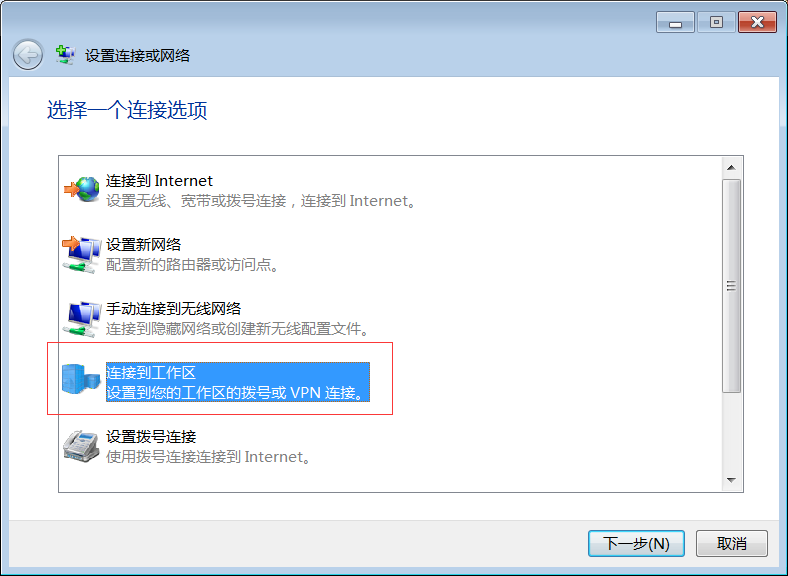 设置连接或网络
选择一个连接选项
连接到 Internet
设置无线、宽带或拨号连接，连接到 Internet。
设置新网络
配置新的路由器或访问点。
手动连接到无线网络
连接到隐藏网络或创建新无线配置文件。
连接到工作区
设置到您的工作区的拨号或 VPN 连接。
设置拨号连接
使用拨号连接连接到 Internet。
下一步(N)
取消